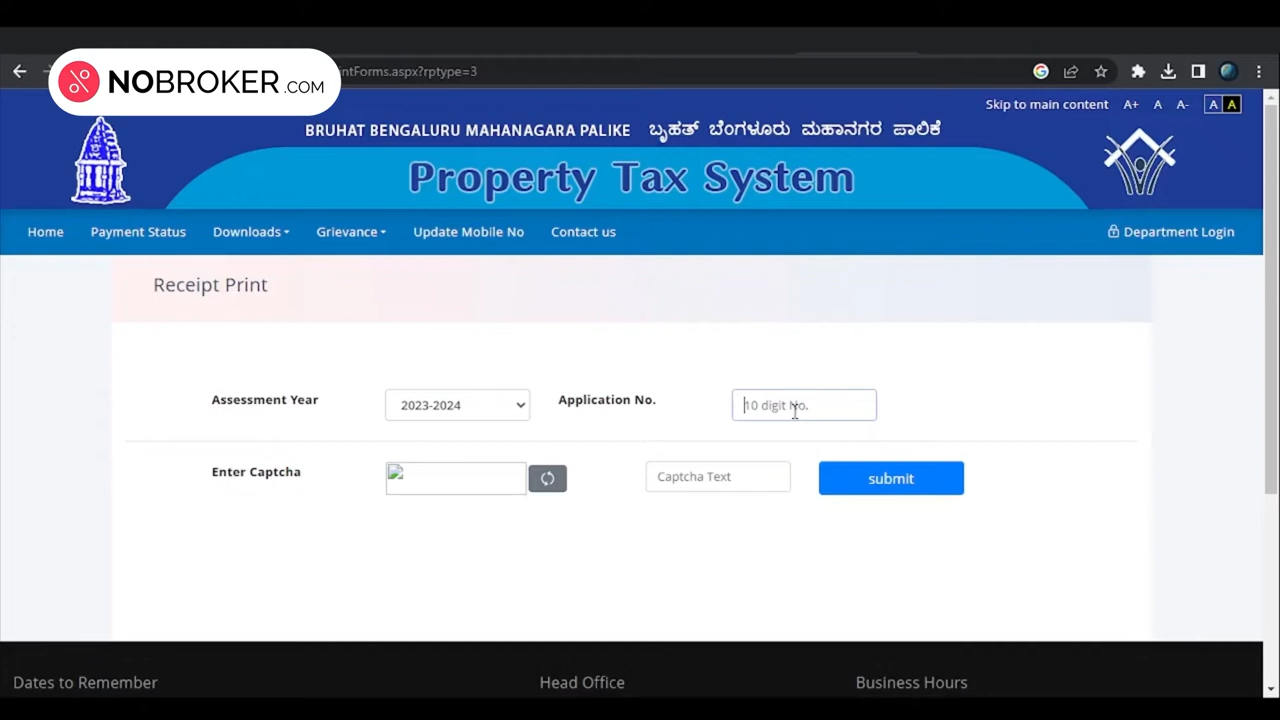 NOBROKER.COM
ntForms.aspx?rptype=3
Skip to main content A+ A A- A A
BRUHAT BENGALURU MAHANAGARA PALIKE ಬೃಹತ್ ಬೆಂಗಳೂರು ಮಹಾನಗರ ಪಾಲಿಕೆ
Property Tax System
Home Payment Status Downloads Grievance Update Mobile No Contact us Department Login
Receipt Print
Assessment Year 2023-2024 Application No. 10 digit No.
Enter Captcha Captcha Text submit
Dates to Remember Head Office Business Hours